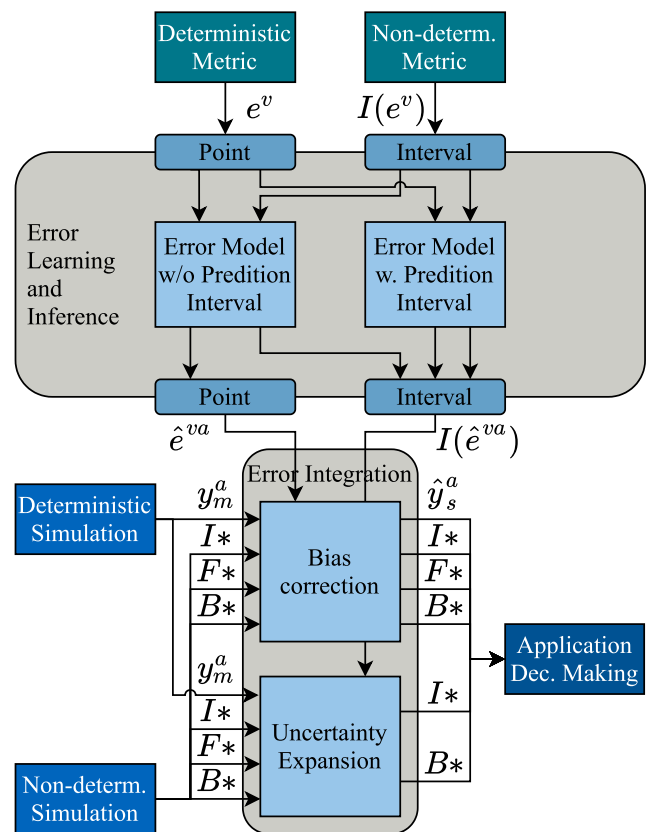 Deterministic
Metric
Non-determ.
Metric
e^v
I(e^v)
Point
Interval
Error
Learning
and
Inference
Error Model
w/o Predition
Interval
Error Model
w. Predition
Interval
Point
Interval
ê^{va}
I(ê^{va})
Error Integration
Deterministic
Simulation
y_m^a
I*
F*
B*
Bias
correction
ŷ_s^a
I*
F*
B*
Application
Dec. Making
y_m^a
I*
F*
B*
Uncertainty
Expansion
I*
B*
Non-determ.
Simulation